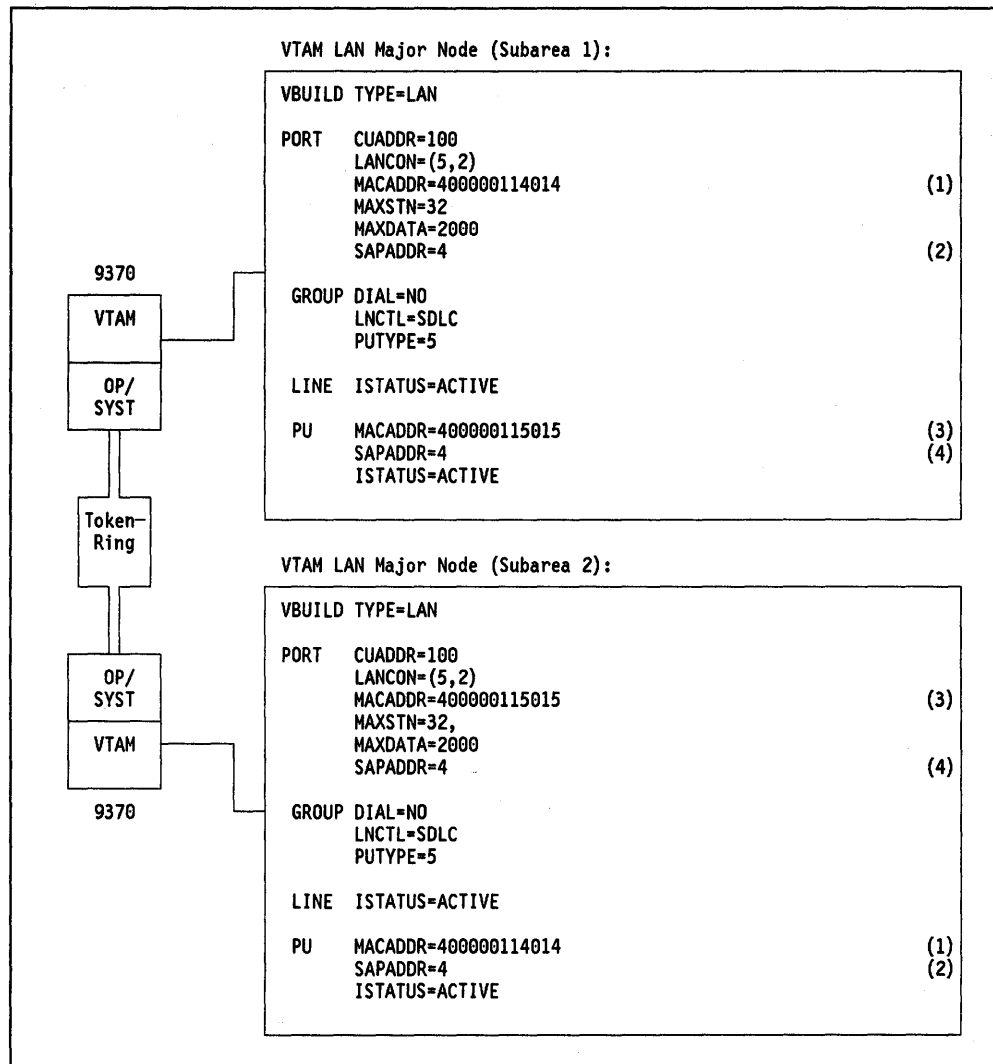 VTAM LAN Major Node (Subarea 1):
VBUILD TYPE=LAN
PORT CUADDR=100
LANCON=(5,2)
MACADDR=400000114014 (1)
MAXSTN=32
MAXDATA=2000
SAPADDR=4 (2)
GROUP DIAL=NO
LNCTL=SDLC
PUTYPE=5
LINE ISTATUS=ACTIVE
PU MACADDR=400000115015 (3)
SAPADDR=4 (4)
ISTATUS=ACTIVE
9370
VTAM
OP/
SYST
Token-
Ring
OP/
SYST
VTAM
9370
VTAM LAN Major Node (Subarea 2):
VBUILD TYPE=LAN
PORT CUADDR=100
LANCON=(5,2)
MACADDR=400000115015 (3)
MAXSTN=32,
MAXDATA=2000
SAPADDR=4 (4)
GROUP DIAL=NO
LNCTL=SDLC
PUTYPE=5
LINE ISTATUS=ACTIVE
PU MACADDR=400000114014 (1)
SAPADDR=4 (2)
ISTATUS=ACTIVE